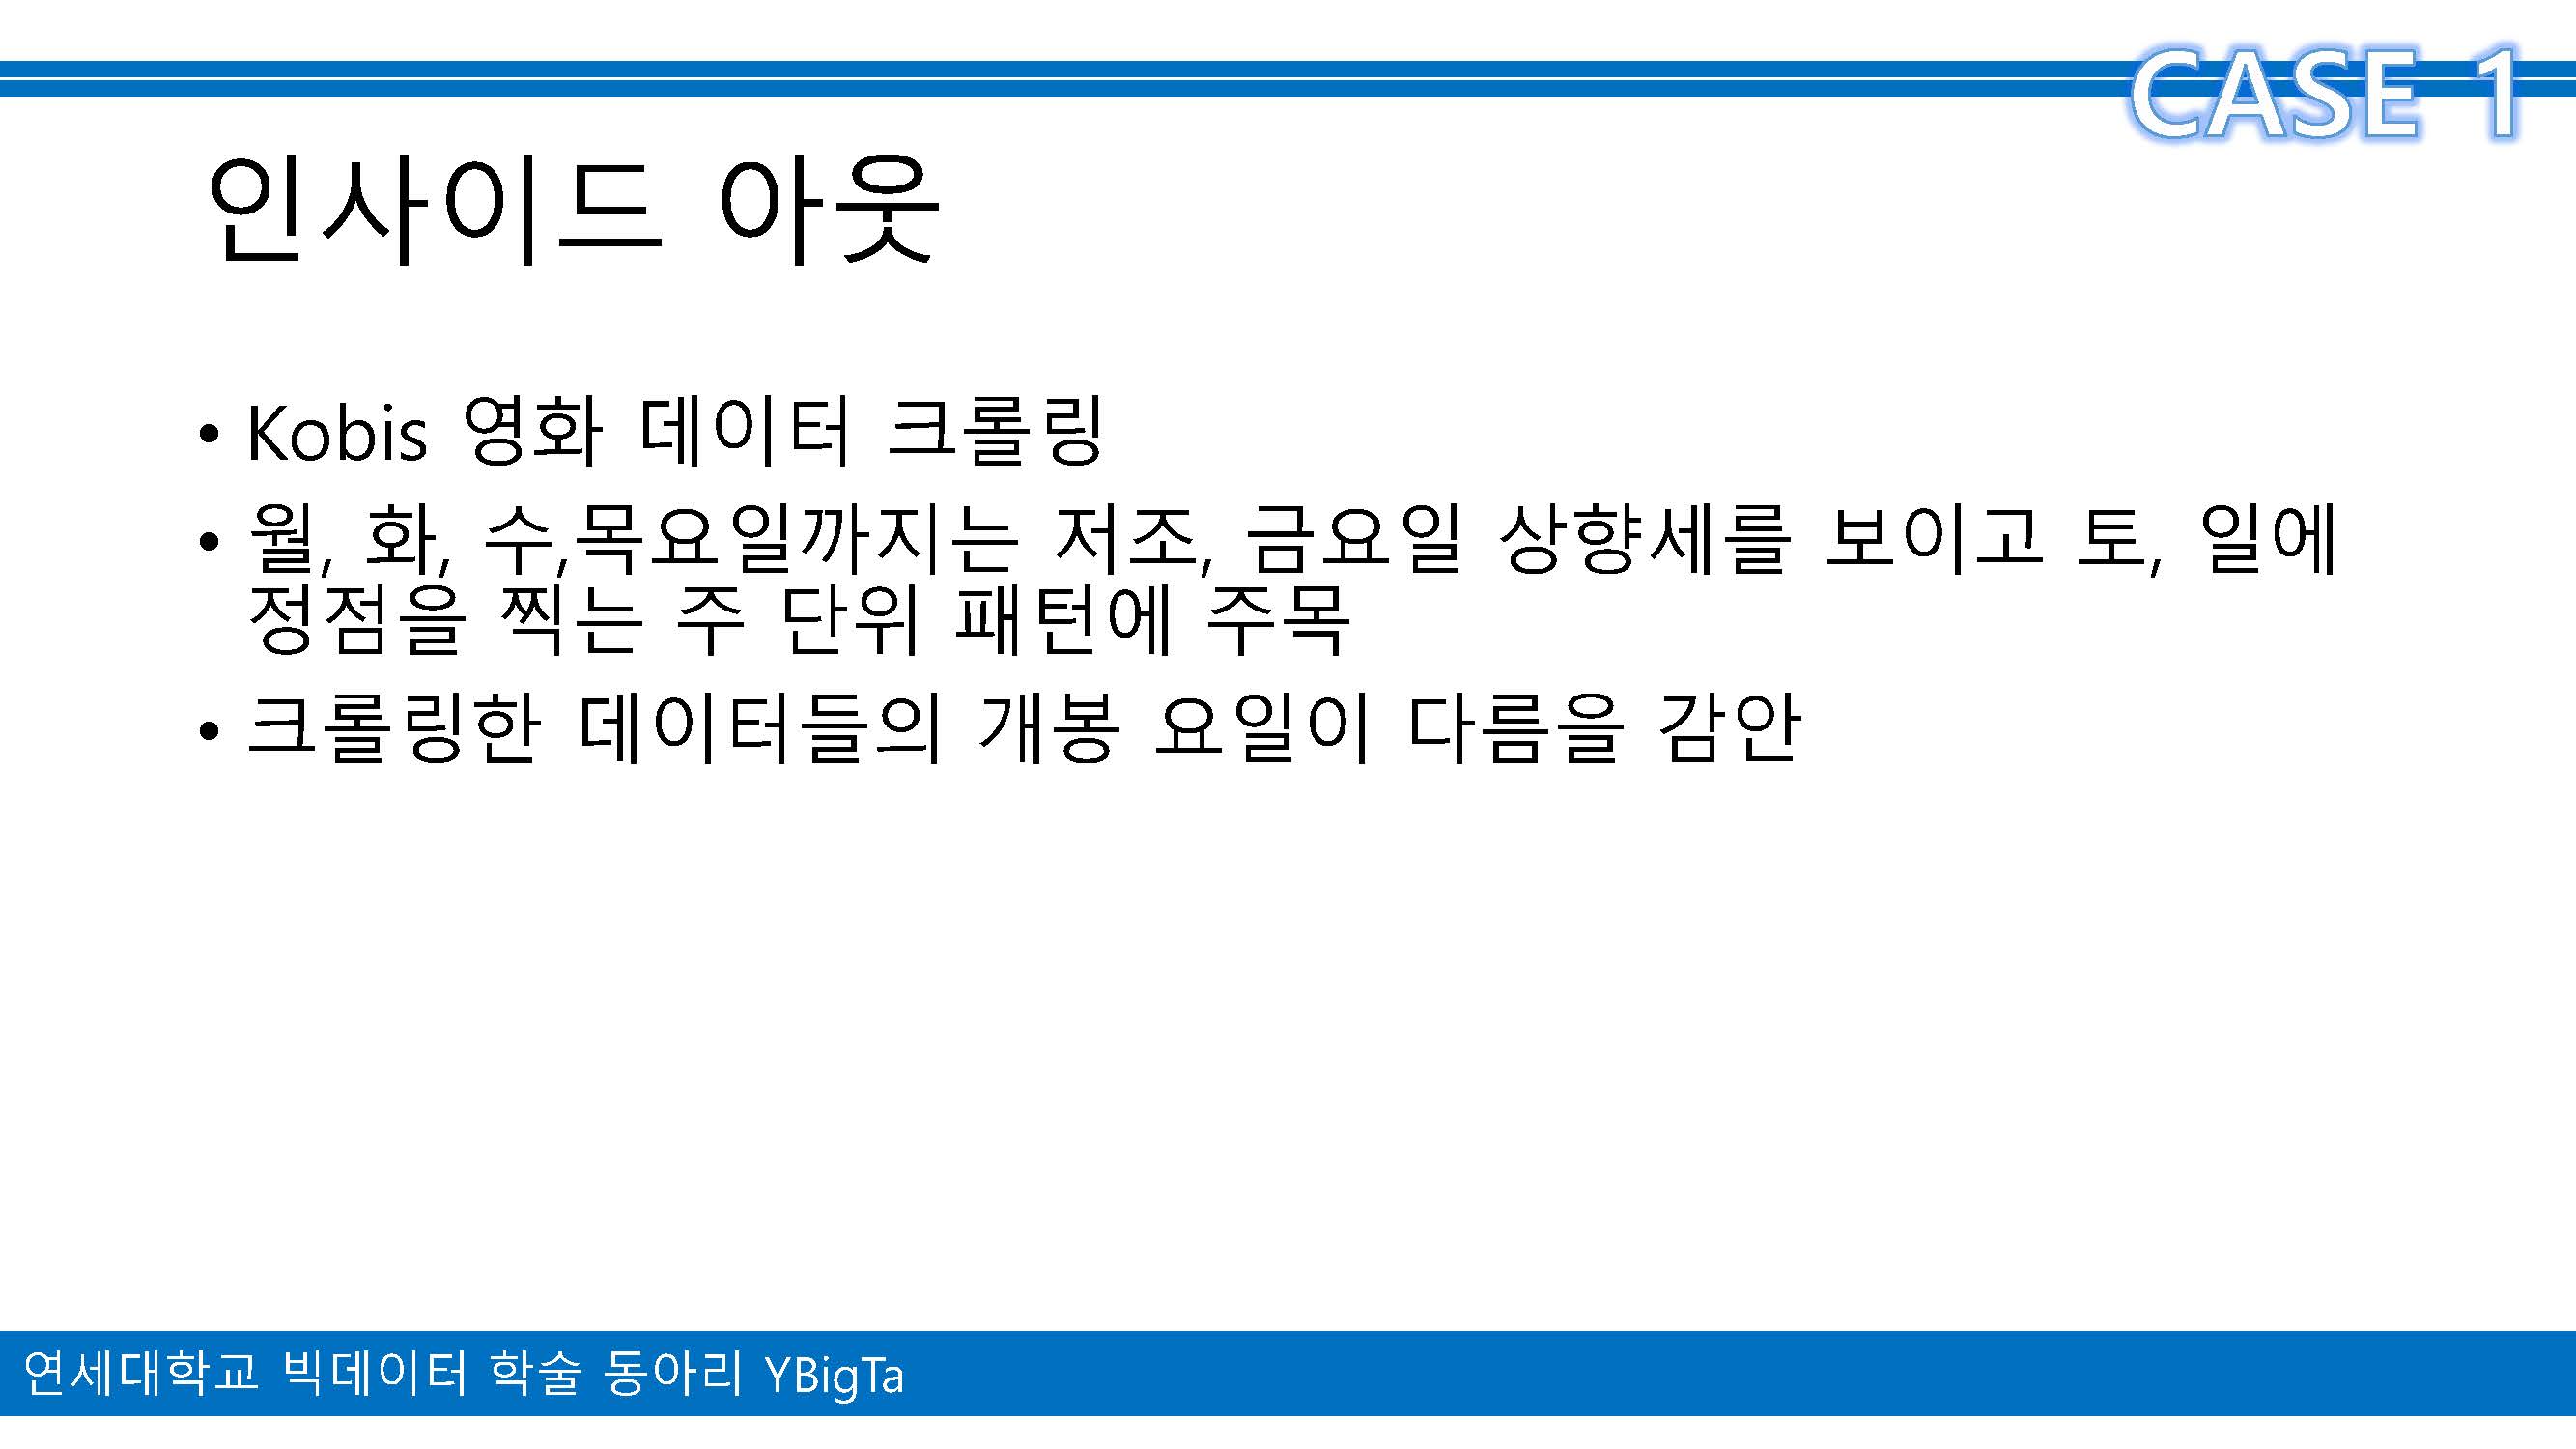 CASE 1
인사이드 아웃
• Kobis 영화 데이터 크롤링
• 월, 화, 수,목요일까지는 저조, 금요일 상향세를 보이고 토, 일에
정점을 찍는 주 단위 패턴에 주목
• 크롤링한 데이터들의 개봉 요일이 다름을 감안
연세대학교 빅데이터 학술 동아리 YBigTa